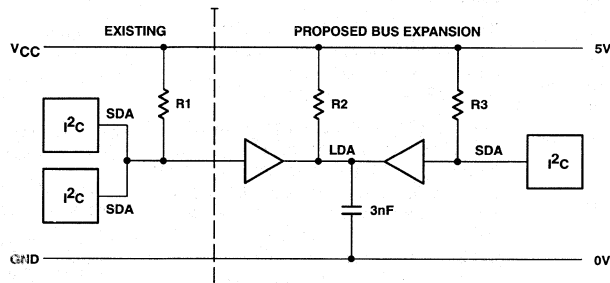 EXISTING
PROPOSED BUS EXPANSION
VCC
5V
R1
R2
R3
SDA
I²C
LDA
SDA
I²C
I²C
SDA
3nF
GND
0V